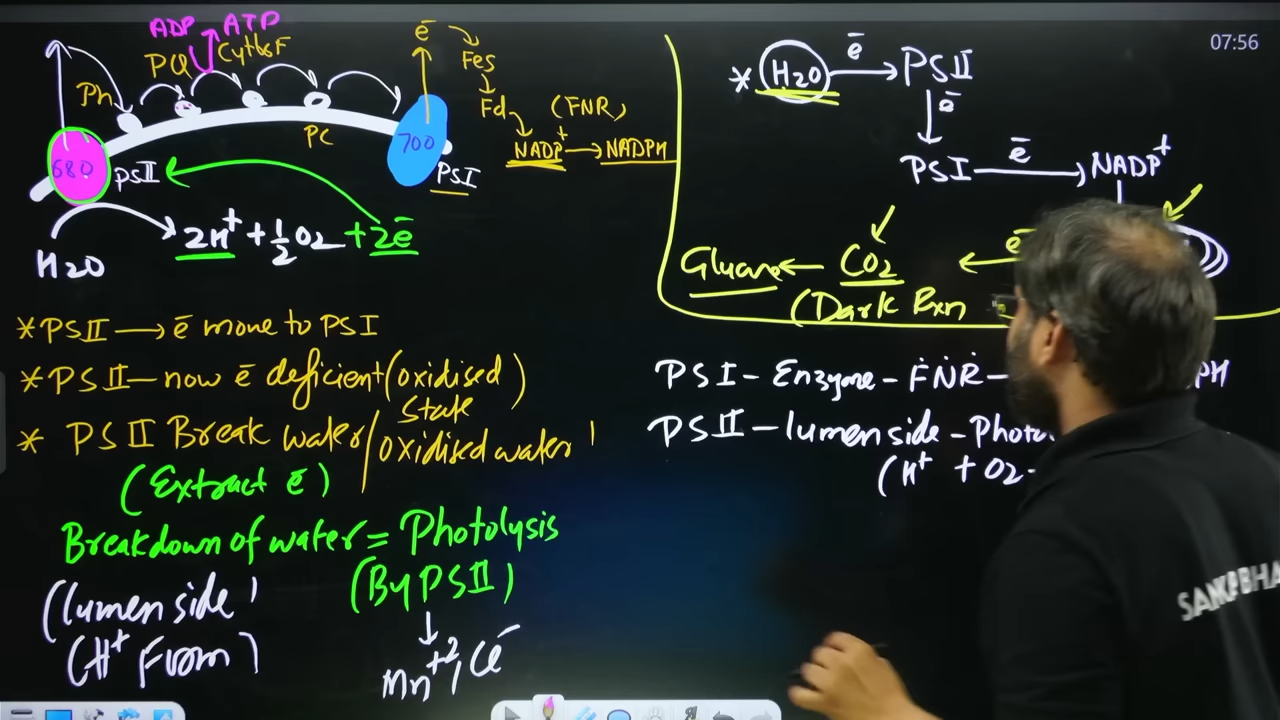 07:56
ADP ATP
PQ Cytb6F
Ph
ē
Fes
Fd (FNR)
NADP+ → NADPH
PC
680 PSII
700
PSI
H2O
2H+ + ½O2 + 2ē
* PSII → ē move to PSI
* PSII – now ē deficient (oxidised State)
* PSII Break water / oxidised water
(Extract ē)
Breakdown of water = Photolysis
(By PSII)
↓
Mn+2, Cl-
(lumen side
(H+ From)
* H2O ē → PSII
↓ ē
PSI ē → NADP+
ē
← CO2 ←
(Dark Rxn
PSI – Enzyme – FNR –
PH
PSII – lumen side –
(H+ + O2